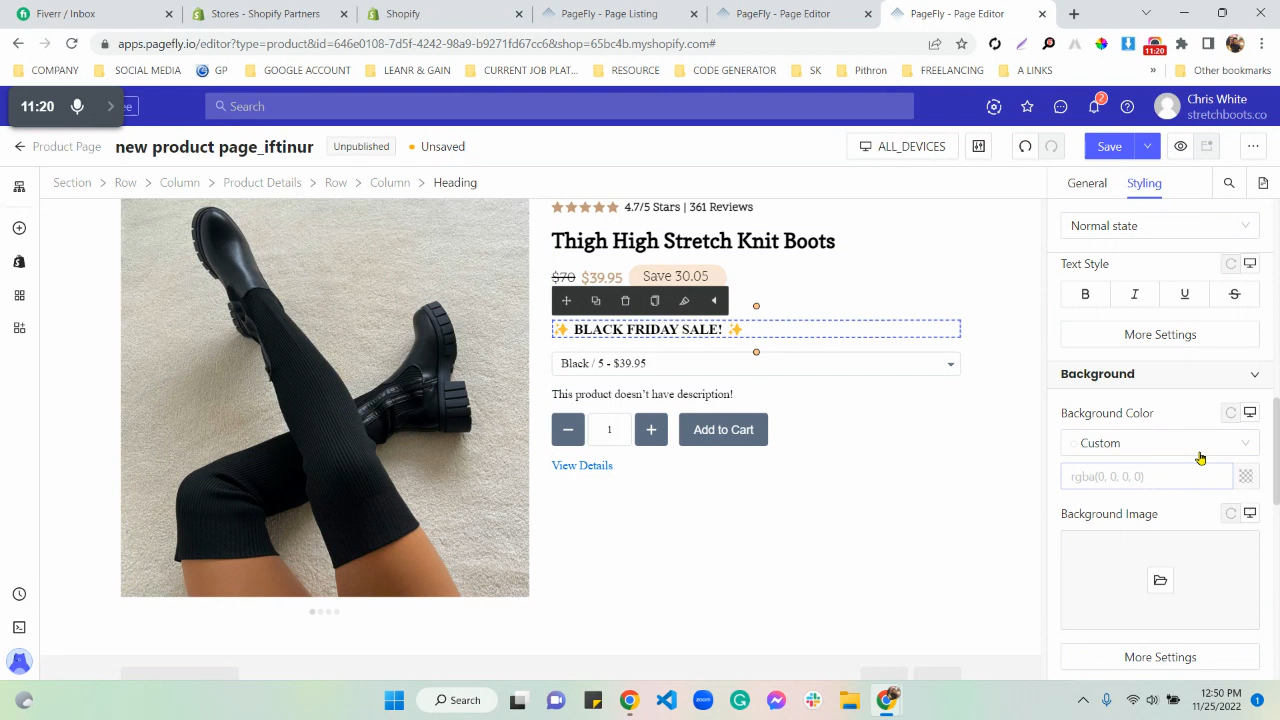 Fiverr / Inbox
Stores - Shopify Partners
Shopify
PageFly - Page Listing
PageFly - Page Editor
PageFly - Page Editor
apps.pagefly.io/editor?type=product&id=646e0108-7d5f-4242-98a9-b9271fd67cc6&shop=65bc4b.myshopify.com#
11:20
COMPANY
SOCIAL MEDIA
GP
GOOGLE ACCOUNT
LEANR & GAIN
CURRENT JOB PLAT...
RESOURCE
CODE GENERATOR
SK
Pithron
FREELANCING
A LINKS
»
Other bookmarks
11:20
Search
2
Chris White
stretchboots.co
Product Page
new product page_iftinur
Unpublished
Unsaved
ALL_DEVICES
Save
Section > Row > Column > Product Details > Row > Column > Heading
General
Styling
4.7/5 Stars | 361 Reviews
Thigh High Stretch Knit Boots
$70 $39.95 Save 30.05
✨ BLACK FRIDAY SALE! ✨
Black / 5 - $39.95
This product doesn't have description!
1
Add to Cart
View Details
Normal state
Text Style
B I U S
More Settings
Background
Background Color
Custom
rgba(0, 0, 0, 0)
Background Image
More Settings
Search
12:50 PM
11/25/2022
1